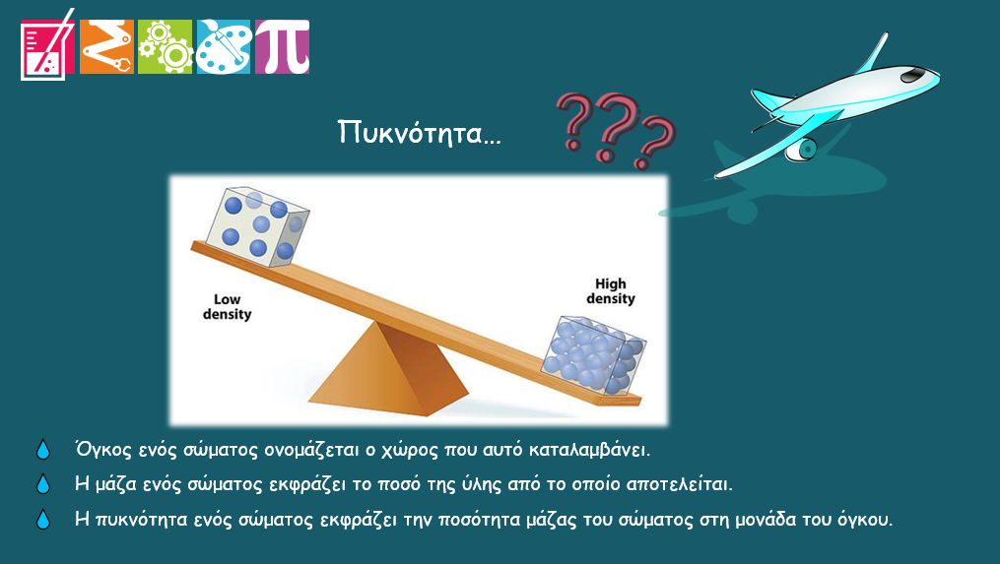 Πυκνότητα...
???
Low
density
High
density
Όγκος ενός σώματος ονομάζεται ο χώρος που αυτό καταλαμβάνει.
Η μάζα ενός σώματος εκφράζει το ποσό της ύλης από το οποίο αποτελείται.
Η πυκνότητα ενός σώματος εκφράζει την ποσότητα μάζας του σώματος στη μονάδα του όγκου.